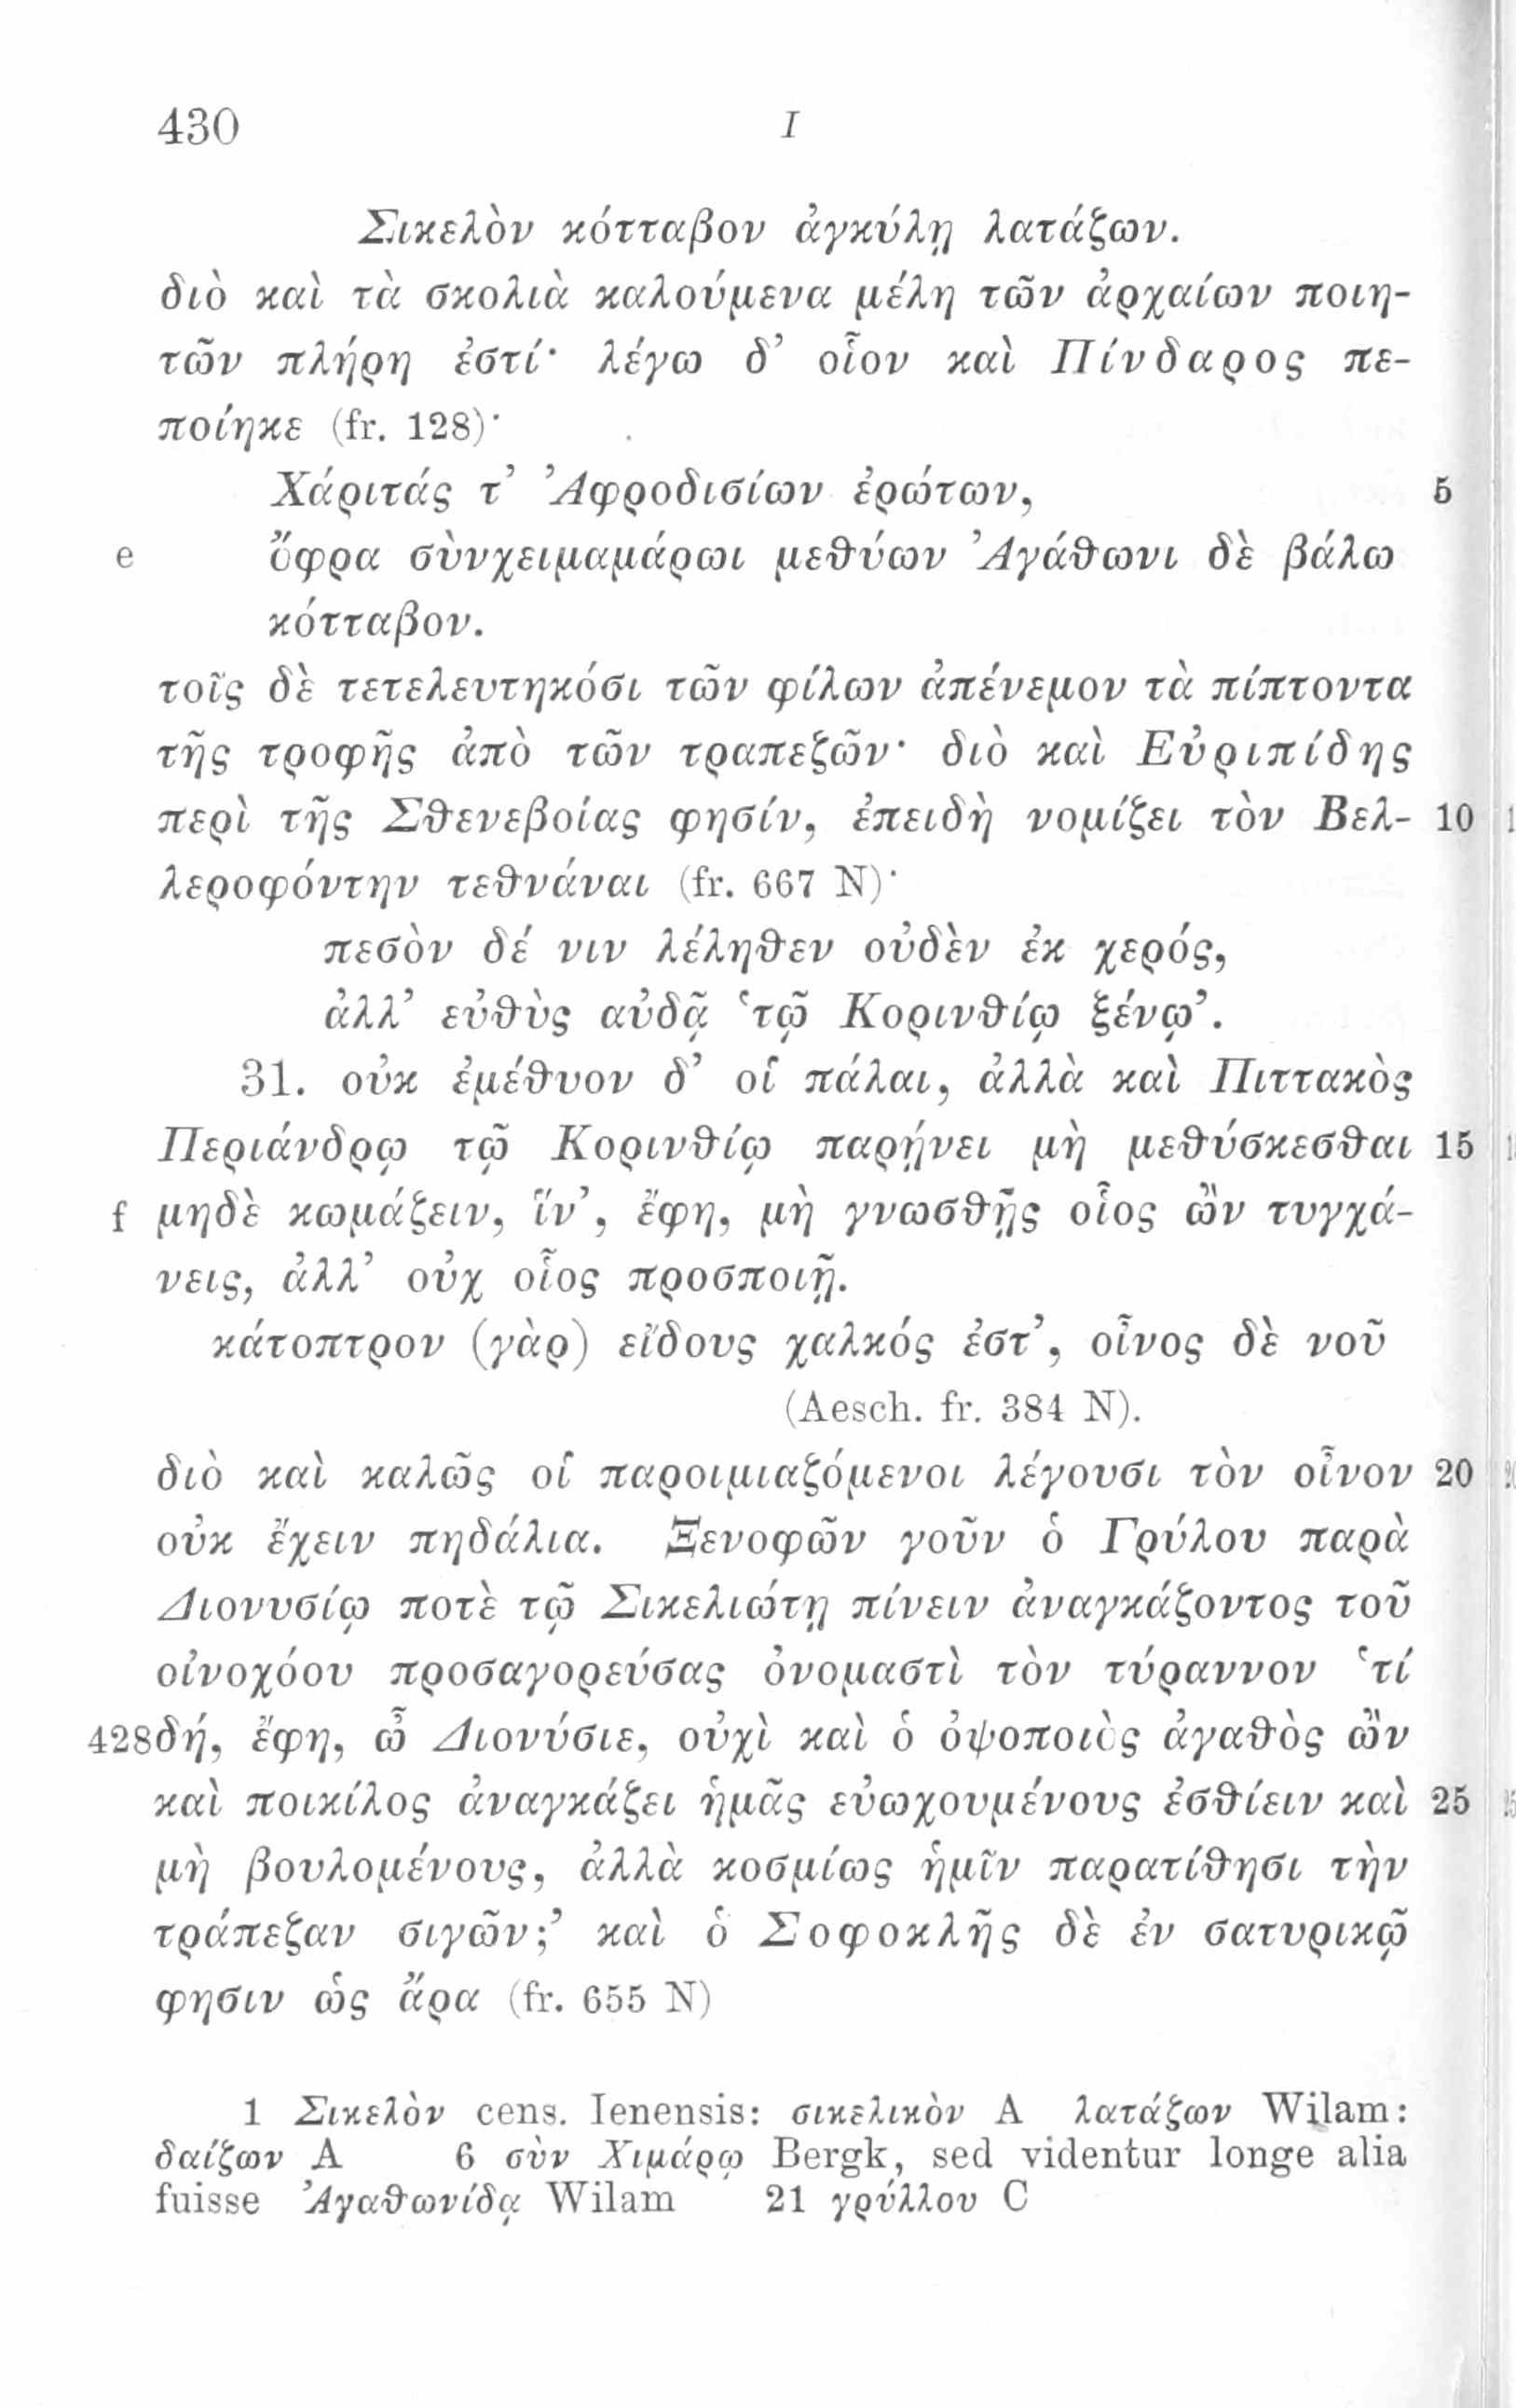 430 I
Σικελὸν κότταβον ἀγκύλῃ λατάζων.
διὸ καὶ τὰ σκολιὰ καλούμενα μέλη τῶν ἀρχαίων ποιη-
τῶν πλήρη ἐστί· λέγω δ’ οἷον καὶ Πίνδαρος πε-
ποίηκε (fr. 128)·
Χάριτάς τ’ Ἀφροδισίων ἐρώτων, 5
e ὄφρα σὺνχειμαμάρωι μεθύων Ἀγάθωνι δὲ βάλω
κότταβον.
τοῖς δὲ τετελευτηκόσι τῶν φίλων ἀπένεμον τὰ πίπτοντα
τῆς τροφῆς ἀπὸ τῶν τραπεζῶν· διὸ καὶ Εὐριπίδης
περὶ τῆς Σθενεβοίας φησίν, ἐπειδὴ νομίζει τὸν Βελ- 10
λεροφόντην τεθνάναι (fr. 667 N)·
πεσὸν δέ νιν λέληθεν οὐδὲν ἐκ χερός,
ἀλλ’ εὐθὺς αὐδᾷ ‘τῷ Κορινθίῳ ξένῳ’.
31. οὐκ ἐμέθυον δ’ οἱ πάλαι, ἀλλὰ καὶ Πιττακὸς
Περιάνδρῳ τῷ Κορινθίῳ παρῄνει μὴ μεθύσκεσθαι 15
f μηδὲ κωμάζειν, ἵν’, ἔφη, μὴ γνωσθῇς οἷος ὢν τυγχά-
νεις, ἀλλ’ οὐχ οἷος προσποιῇ.
κάτοπτρον (γὰρ) εἴδους χαλκός ἐστ’, οἶνος δὲ νοῦ
(Aesch. fr. 384 N).
διὸ καὶ καλῶς οἱ παροιμιαζόμενοι λέγουσι τὸν οἶνον 20
οὐκ ἔχειν πηδάλια. Ξενοφῶν γοῦν ὁ Γρύλου παρὰ
Διονυσίῳ ποτὲ τῷ Σικελιώτῃ πίνειν ἀναγκάζοντος τοῦ
οἰνοχόου προσαγορεύσας ὀνομαστὶ τὸν τύραννον ‘τί
428 δή, ἔφη, ὦ Διονύσιε, οὐχὶ καὶ ὁ ὀψοποιὸς ἀγαθὸς ὢν
καὶ ποικίλος ἀναγκάζει ἡμᾶς εὐωχουμένους ἐσθίειν καὶ 25
μὴ βουλομένους, ἀλλὰ κοσμίως ἡμῖν παρατίθησι τὴν
τράπεζαν σιγῶν;’ καὶ ὁ Σοφοκλῆς δὲ ἐν σατυρικῷ
φησιν ὡς ἄρα (fr. 655 N)
1 Σικελὸν cens. Ienensis: σικελικὸν A λατάζων Wilam:
δαίζων A 6 σὺν Χιμάρῳ Bergk, sed videntur longe alia
fuisse Ἀγαθωνίδᾳ Wilam 21 γρύλλου C